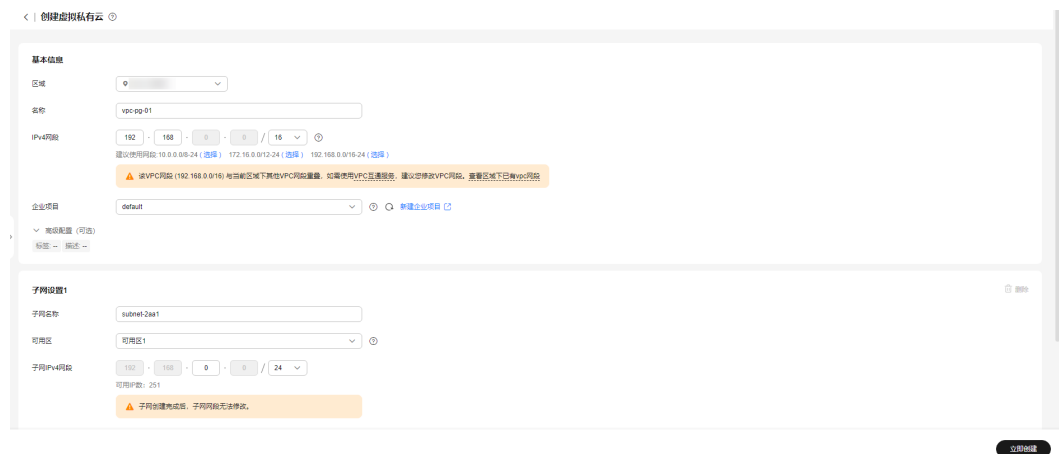 创建虚拟私有云
基本信息
区域
名称 vpc-pg-01
IPv4网段 192 · 168 · 0 · 0 / 16
建议使用网段:10.0.0.0/8-24 (选择) 172.16.0.0/12-24 (选择) 192.168.0.0/16-24 (选择)
该VPC网段 (192.168.0.0/16) 与当前区域下其他VPC网段重叠，如需使用VPC互通服务，建议您修改VPC网段。查看区域下已有vpc网段
企业项目 default 新建企业项目
高级配置（可选）
标签: -- 描述: --
子网设置1 删除
子网名称 subnet-2aa1
可用区 可用区1
子网IPv4网段 192 · 168 · 0 · 0 / 24
可用IP数：251
子网创建完成后，子网网段无法修改。
立即创建